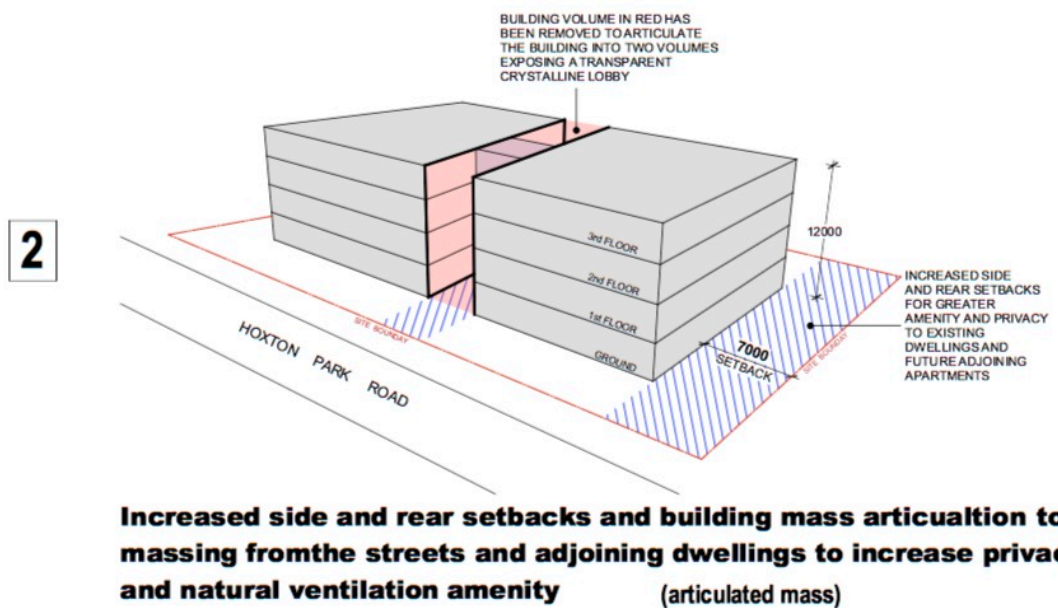 BUILDING VOLUME IN RED HAS
BEEN REMOVED TO ARTICULATE
THE BUILDING INTO TWO VOLUMES
EXPOSING A TRANSPARENT
CRYSTALLINE LOBBY
2
12000
3rd FLOOR
2nd FLOOR
1st FLOOR
GROUND
7000
SETBACK
SITE BOUNDAY
SITE BOUNDAY
HOXTON PARK ROAD
INCREASED SIDE
AND REAR SETBACKS
FOR GREATER
AMENITY AND PRIVACY
TO EXISTING
DWELLINGS AND
FUTURE ADJOINING
APARTMENTS
Increased side and rear setbacks and building mass articualtion to
massing fromthe streets and adjoining dwellings to increase privac
and natural ventilation amenity (articulated mass)